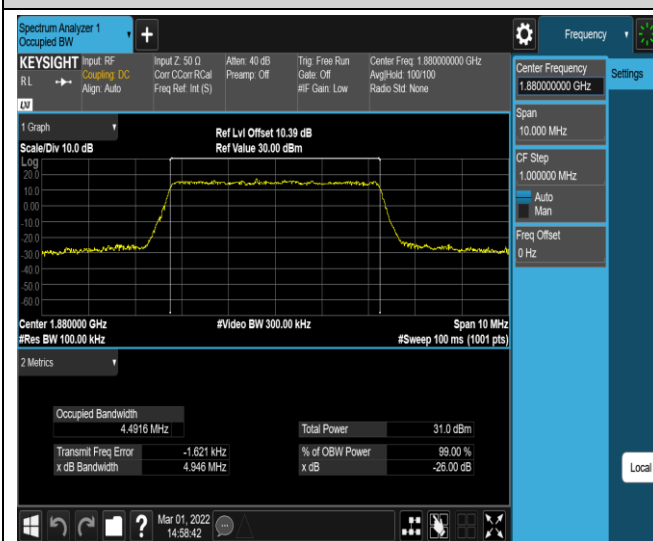 Spectrum Analyzer 1
Occupied BW
Frequency
KEYSIGHT
Input: RF
Coupling: DC
Align: Auto
RL
Input Z: 50 Ω
Corr CCorr RCal
Freq Ref: Int (S)
Atten: 40 dB
Preamp: Off
Trig: Free Run
Gate: Off
#IF Gain: Low
Center Freq: 1.880000000 GHz
Avg|Hold: 100/100
Radio Std: None
Center Frequency
1.880000000 GHz
Settings
Span
10.000 MHz
CF Step
1.000000 MHz
Auto
Man
Freq Offset
0 Hz
1 Graph
Scale/Div 10.0 dB
Ref Lvl Offset 10.39 dB
Ref Value 30.00 dBm
Log
20.0
10.0
0.00
-10.0
-20.0
-30.0
-40.0
-50.0
-60.0
Center 1.880000 GHz
#Res BW 100.00 kHz
#Video BW 300.00 kHz
Span 10 MHz
#Sweep 100 ms (1001 pts)
2 Metrics
Occupied Bandwidth
4.4916 MHz
Total Power 31.0 dBm
Transmit Freq Error -1.621 kHz
% of OBW Power 99.00 %
x dB Bandwidth 4.946 MHz
x dB -26.00 dB
Local
?
Mar 01, 2022
14:58:42